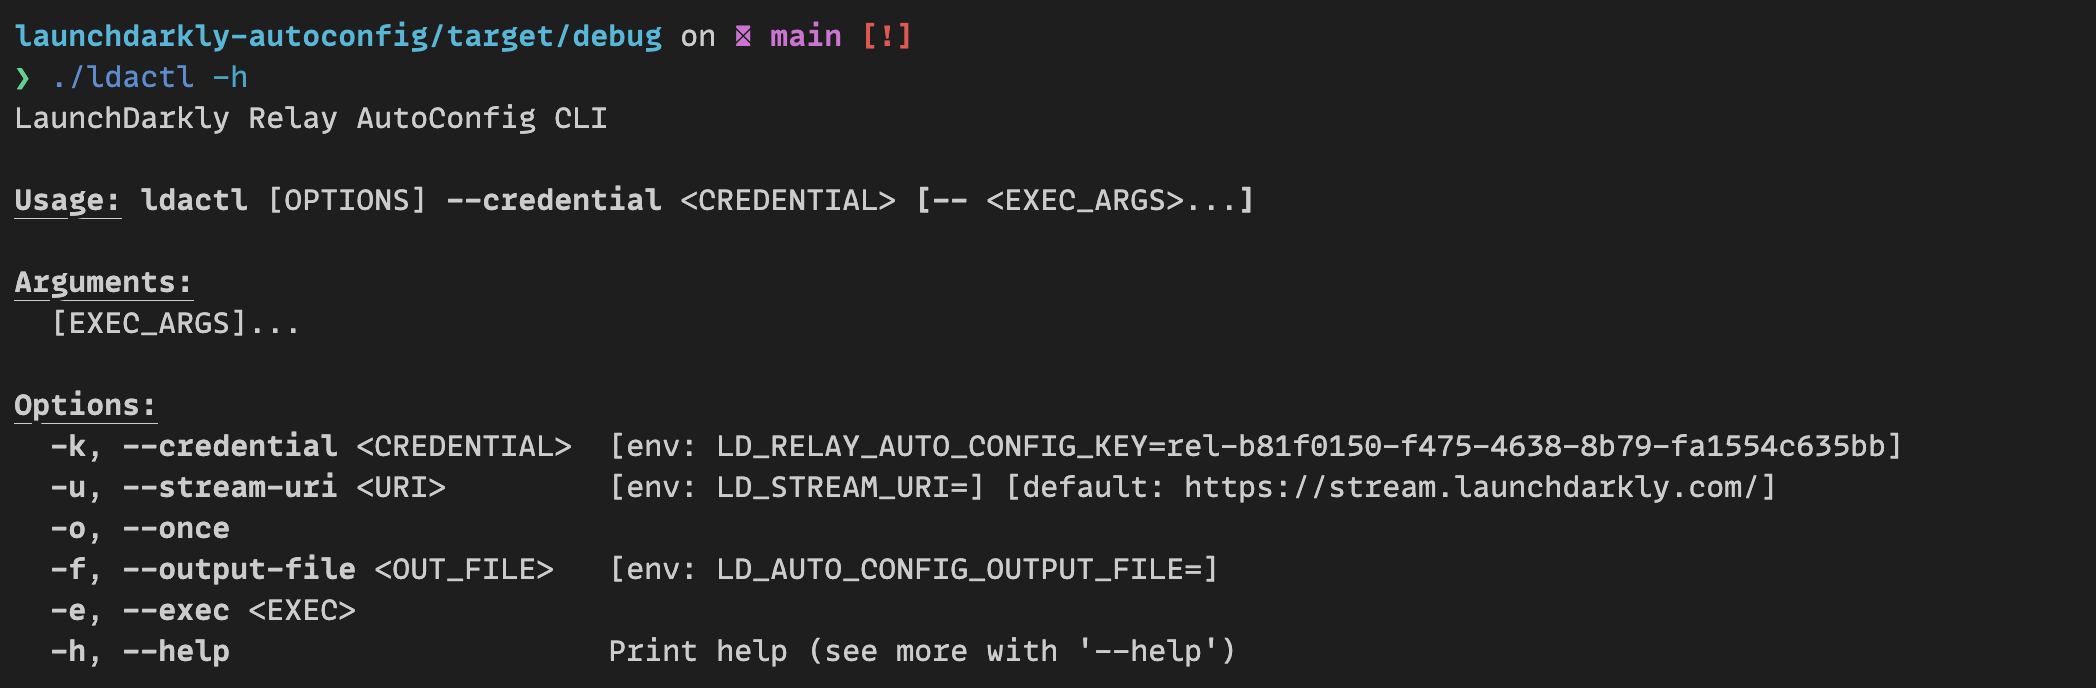 launchdarkly-autoconfig/target/debug on main [!]
❯ ./ldactl -h
LaunchDarkly Relay AutoConfig CLI
Usage: ldactl [OPTIONS] --credential <CREDENTIAL> [-- <EXEC_ARGS>...]
Arguments:
[EXEC_ARGS]...
Options:
-k, --credential <CREDENTIAL> [env: LD_RELAY_AUTO_CONFIG_KEY=rel-b81f0150-f475-4638-8b79-fa1554c635bb]
-u, --stream-uri <URI> [env: LD_STREAM_URI=] [default: https://stream.launchdarkly.com/]
-o, --once
-f, --output-file <OUT_FILE> [env: LD_AUTO_CONFIG_OUTPUT_FILE=]
-e, --exec <EXEC>
-h, --help Print help (see more with '--help')